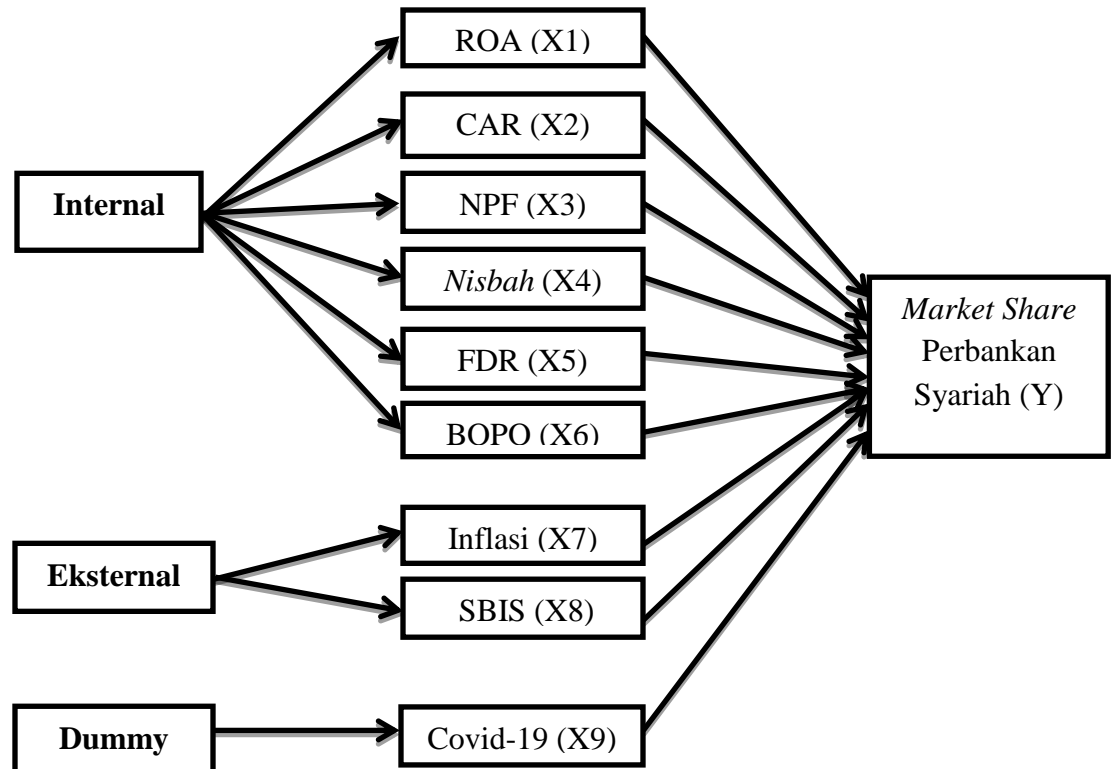 Internal
Eksternal
Dummy
ROA (X1)
CAR (X2)
NPF (X3)
Nisbah (X4)
FDR (X5)
BOPO (X6)
Inflasi (X7)
SBIS (X8)
Covid-19 (X9)
Market Share
Perbankan
Syariah (Y)